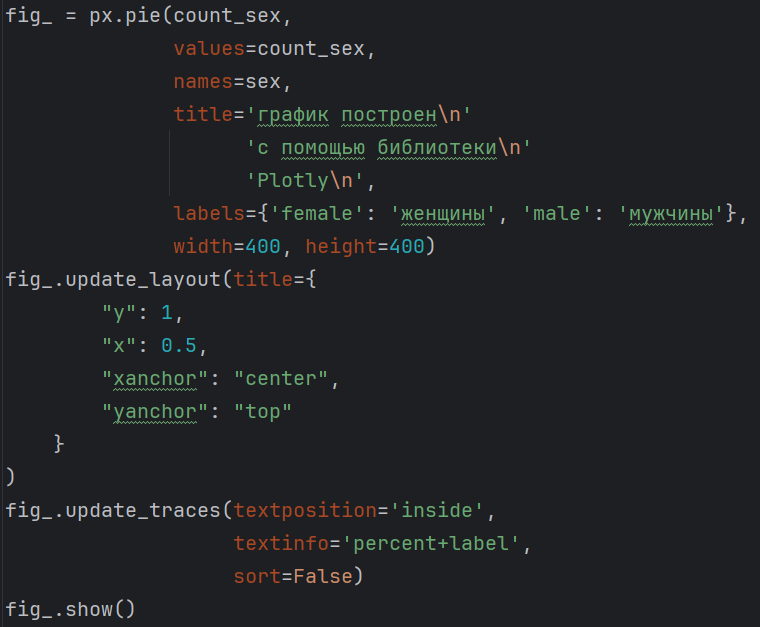 fig_ = px.pie(count_sex,
              values=count_sex,
              names=sex,
              title='график построен\n'
                    'с помощью библиотеки\n'
                    'Plotly\n',
              labels={'female': 'женщины', 'male': 'мужчины'},
              width=400, height=400)
fig_.update_layout(title={
        "y": 1,
        "x": 0.5,
        "xanchor": "center",
        "yanchor": "top"
    }
)
fig_.update_traces(textposition='inside',
                   textinfo='percent+label',
                   sort=False)
fig_.show()